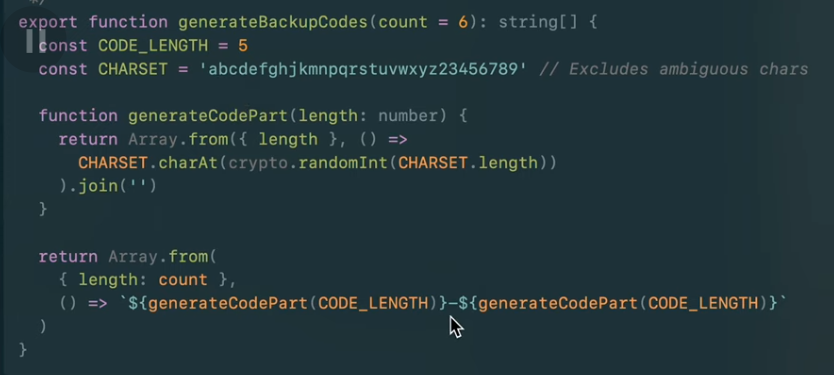 */
export function generateBackupCodes(count = 6): string[] {
const CODE_LENGTH = 5
const CHARSET = 'abcdefghjkmnpqrstuvwxyz23456789' // Excludes ambiguous chars
function generateCodePart(length: number) {
return Array.from({ length }, () =>
CHARSET.charAt(crypto.randomInt(CHARSET.length))
).join('')
}
return Array.from(
{ length: count },
() => `${generateCodePart(CODE_LENGTH)}-${generateCodePart(CODE_LENGTH)}`
)
}